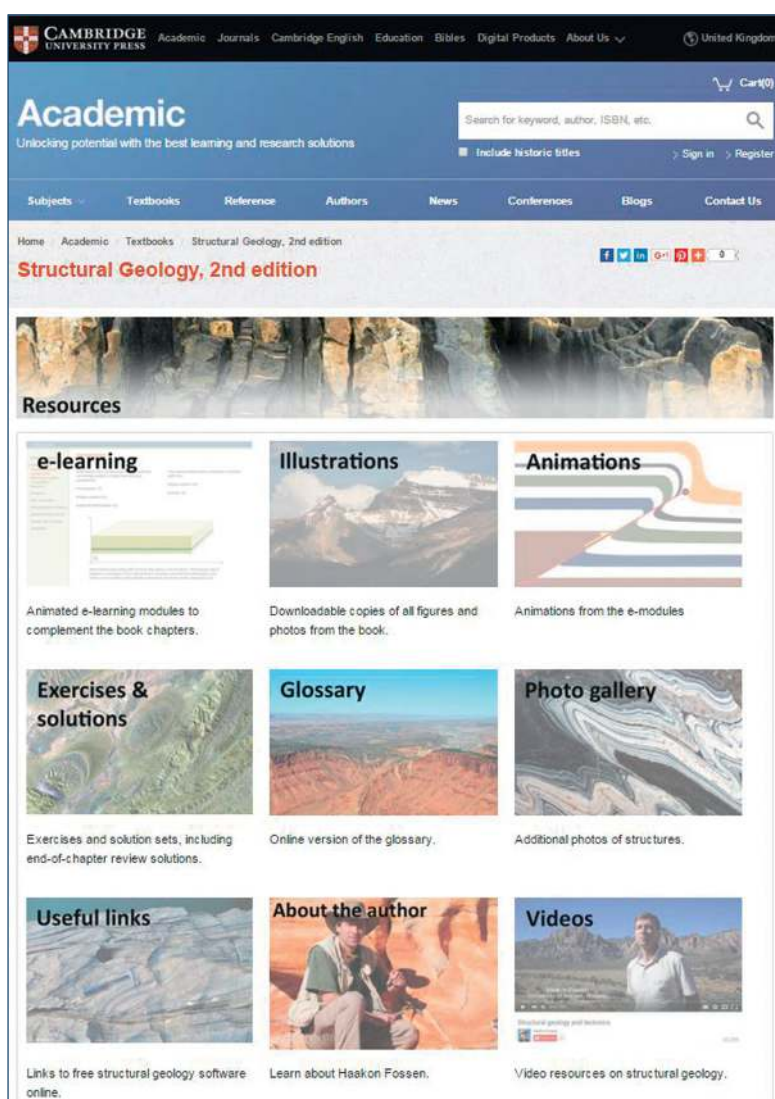 CAMBRIDGE
UNIVERSITY PRESS
Academic Journals Cambridge English Education Bibles Digital Products About Us
United Kingdom
Cart(0)
Academic
Unlocking potential with the best learning and research solutions
Search for keyword, author, ISBN, etc.
Include historic titles
> Sign in > Register
Subjects Textbooks Reference Authors News Conferences Blogs Contact Us
Home / Academic / Textbooks / Structural Geology, 2nd edition
Structural Geology, 2nd edition
f in G+ 0
Resources
e-learning
Animated e-learning modules to
complement the book chapters.
Illustrations
Downloadable copies of all figures and
photos from the book.
Animations
Animations from the e-modules
Exercises &
solutions
Exercises and solution sets, including
end-of-chapter review solutions.
Glossary
Online version of the glossary.
Photo gallery
Additional photos of structures.
Useful links
Links to free structural geology software
online.
About the author
Learn about Haakon Fossen.
Videos
Structural geology and tectonics
Video resources on structural geology.